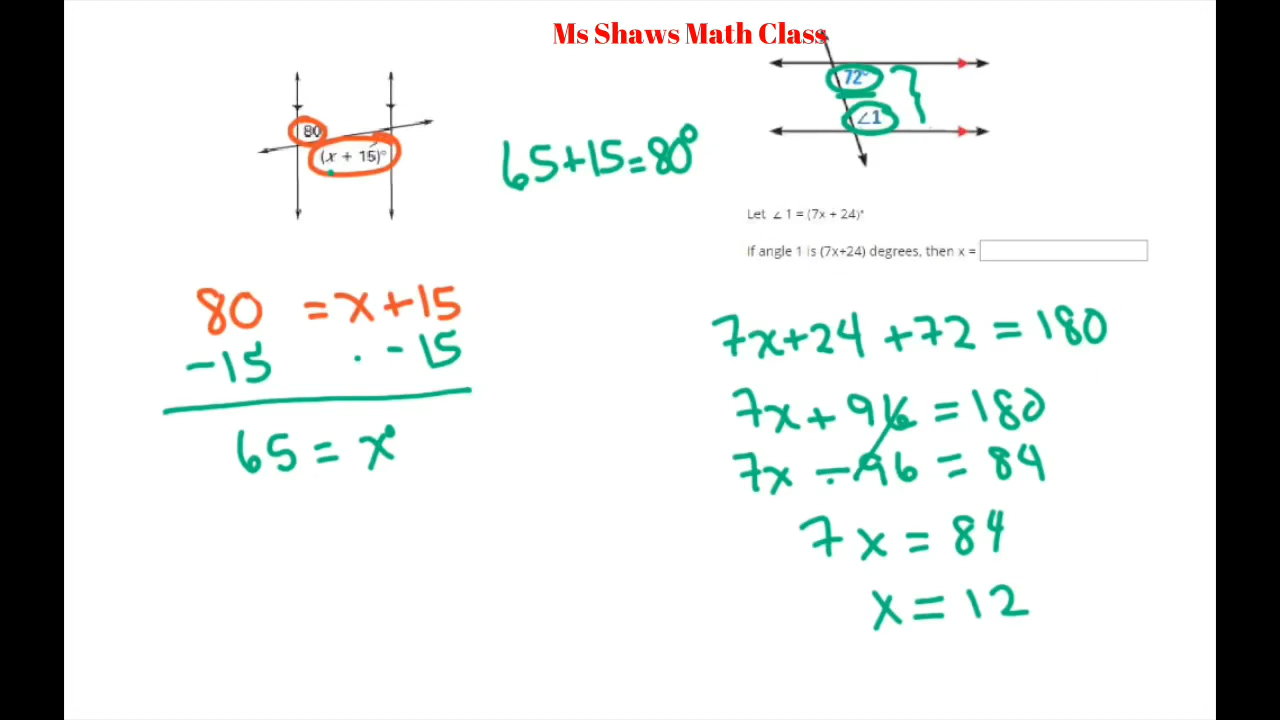 Ms Shaws Math Class
80
(x + 15)°
65+15=80°
72°
∠1
Let ∠ 1 = (7x + 24)°
If angle 1 is (7x+24) degrees, then x =
80 = x+15
-15 . -15
65 = x°
7x+24 +72 = 180
7x + 96 = 180
7x - 96 = 84
7x = 84
x = 12